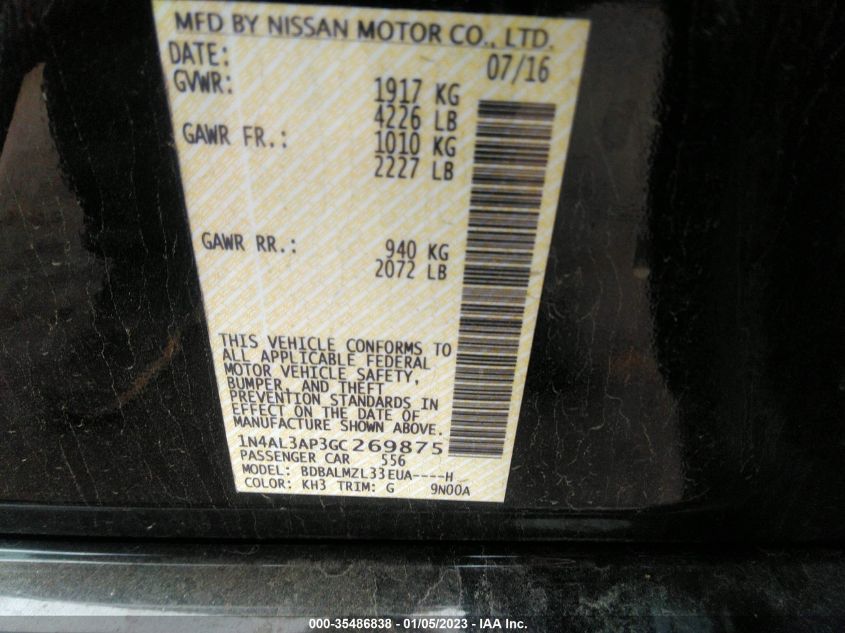 MFD BY NISSAN MOTOR CO., LTD.
DATE: 07/16
GVWR: 1917 KG
4226 LB
GAWR FR.: 1010 KG
2227 LB
GAWR RR.: 940 KG
2072 LB
THIS VEHICLE CONFORMS TO
ALL APPLICABLE FEDERAL
MOTOR VEHICLE SAFETY,
BUMPER, AND THEFT
PREVENTION STANDARDS IN
EFFECT ON THE DATE OF
MANUFACTURE SHOWN ABOVE.
1N4AL3AP3GC269875
PASSENGER CAR 556
MODEL: BDBALMZL33EUA----H
COLOR: KH3 TRIM: G 9N00A
000-35486838 - 01/05/2023 - IAA Inc.